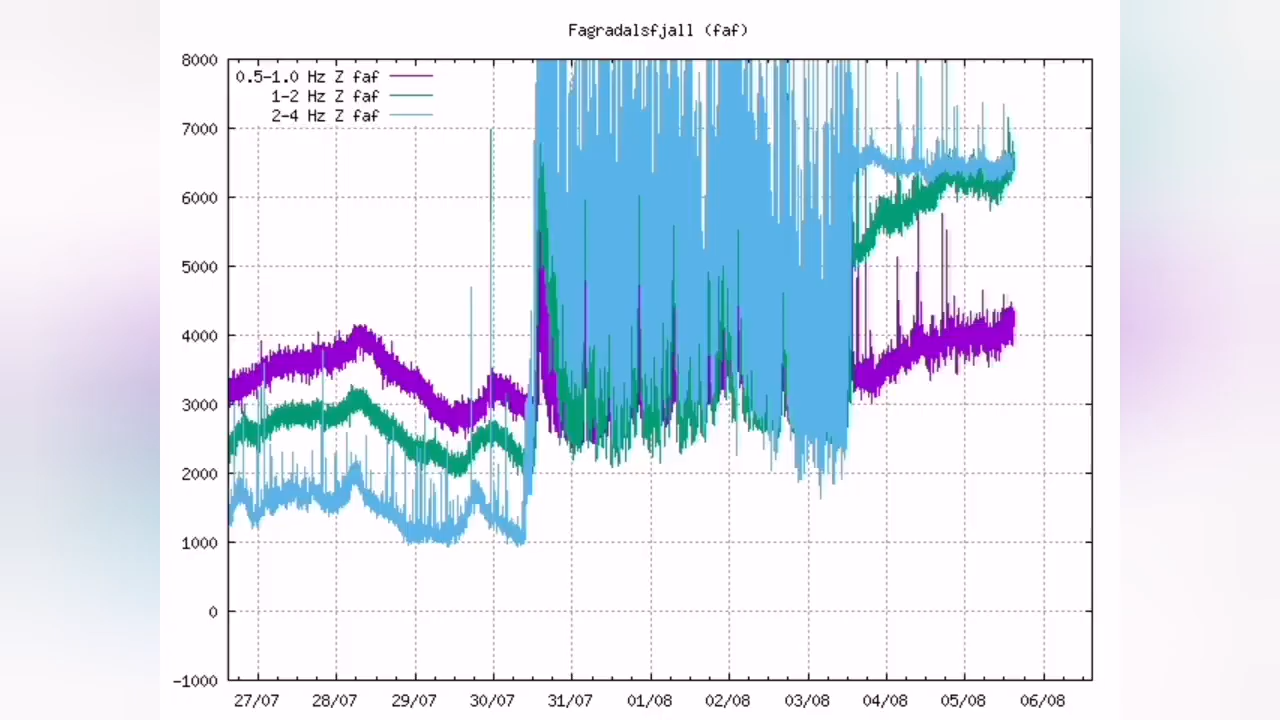 Fagradalsfjall (faf)
8000
0.5-1.0 Hz Z faf
1-2 Hz Z faf
2-4 Hz Z faf
7000
6000
5000
4000
3000
2000
1000
0
-1000
27/07 28/07 29/07 30/07 31/07 01/08 02/08 03/08 04/08 05/08 06/08